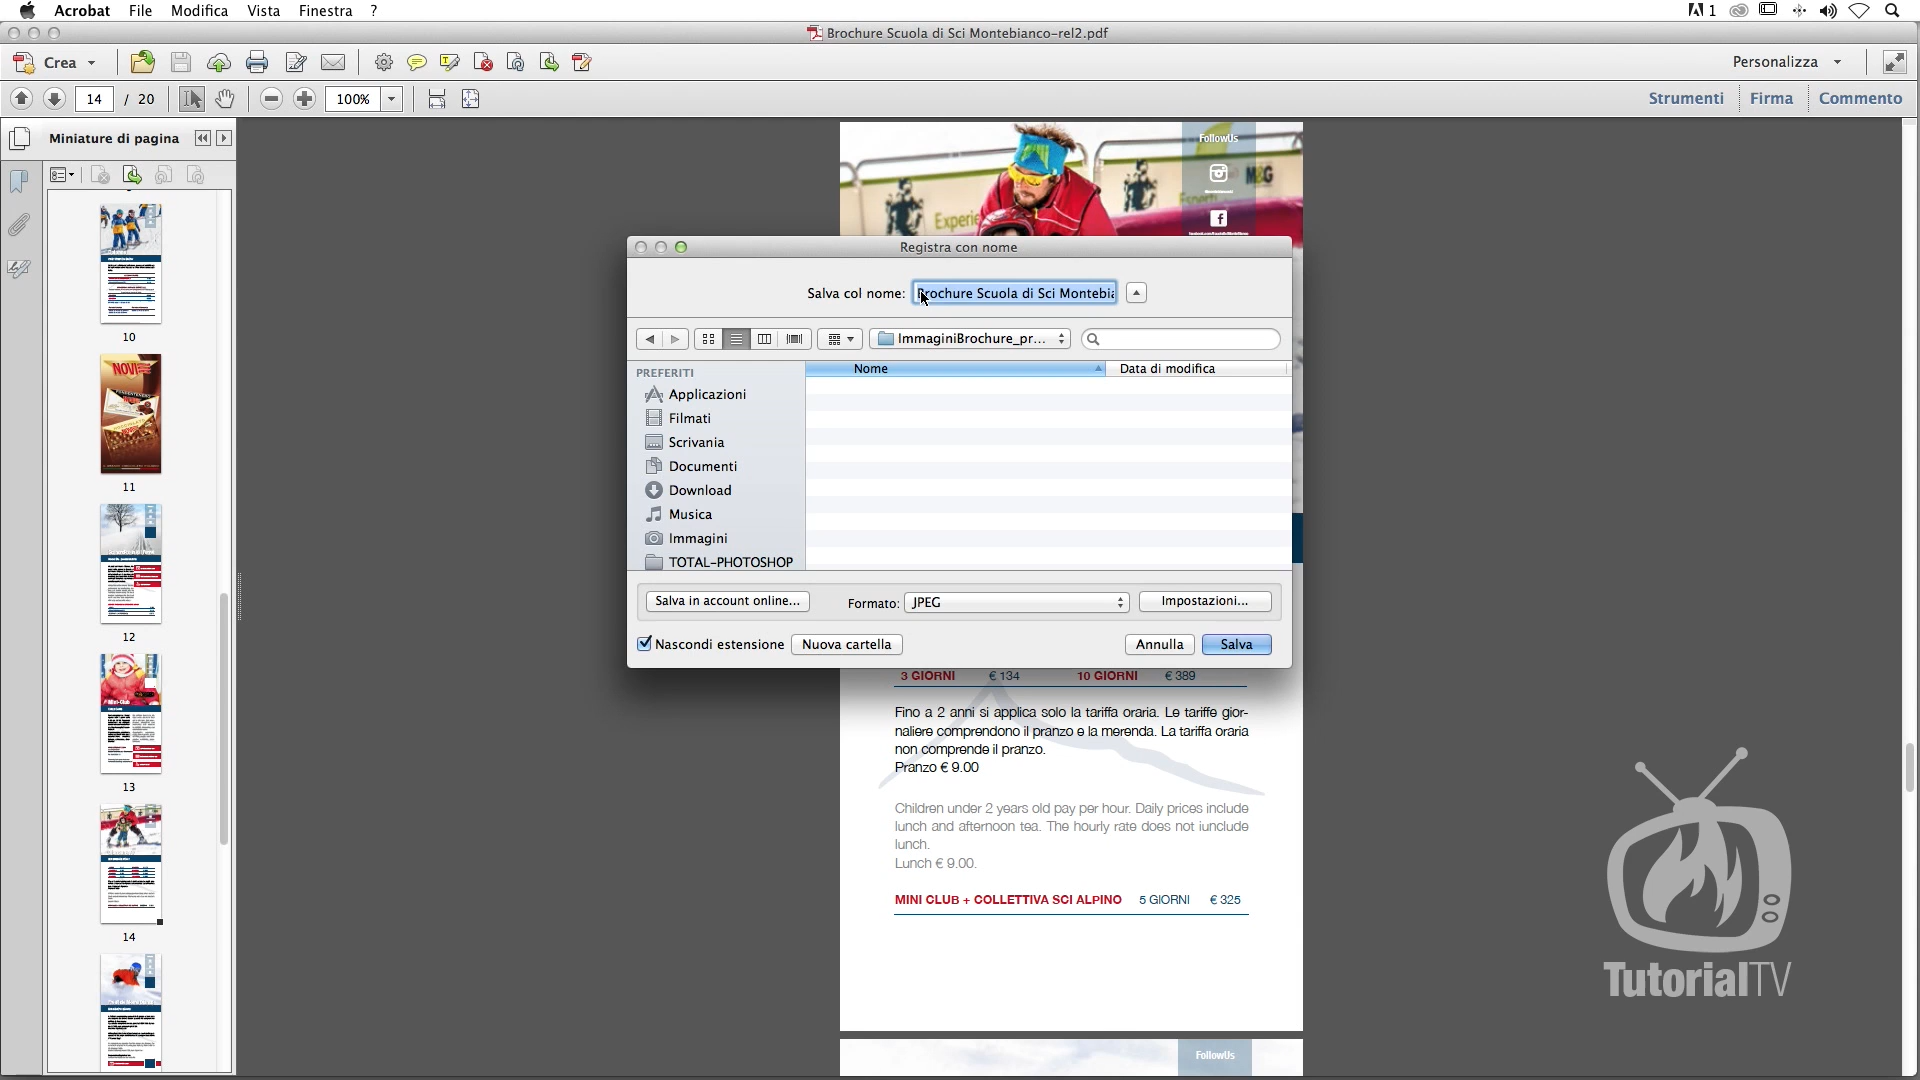 Acrobat File Modifica Vista Finestra ?
1
Brochure Scuola di Sci Montebianco-rel2.pdf
Crea
Personalizza
14 / 20
100%
Strumenti Firma Commento
Miniature di pagina
10
NOVI
11
12
Mini-Club
13
14
FollowUs
M&G
Experie
Registra con nome
Salva col nome: Brochure Scuola di Sci Montebia
ImmaginiBrochure_pr...
PREFERITI
Nome
Data di modifica
Applicazioni
Filmati
Scrivania
Documenti
Download
Musica
Immagini
TOTAL-PHOTOSHOP
Salva in account online...
Formato: JPEG
Impostazioni...
Nascondi estensione
Nuova cartella
Annulla
Salva
3 GIORNI € 134 10 GIORNI € 389
Fino a 2 anni si applica solo la tariffa oraria. Le tariffe gior-
naliere comprendono il pranzo e la merenda. La tariffa oraria
non comprende il pranzo.
Pranzo € 9.00
Children under 2 years old pay per hour. Daily prices include
lunch and afternoon tea. The hourly rate does not iunclude
lunch.
Lunch € 9.00.
MINI CLUB + COLLETTIVA SCI ALPINO 5 GIORNI € 325
FollowUs
TutorialTV